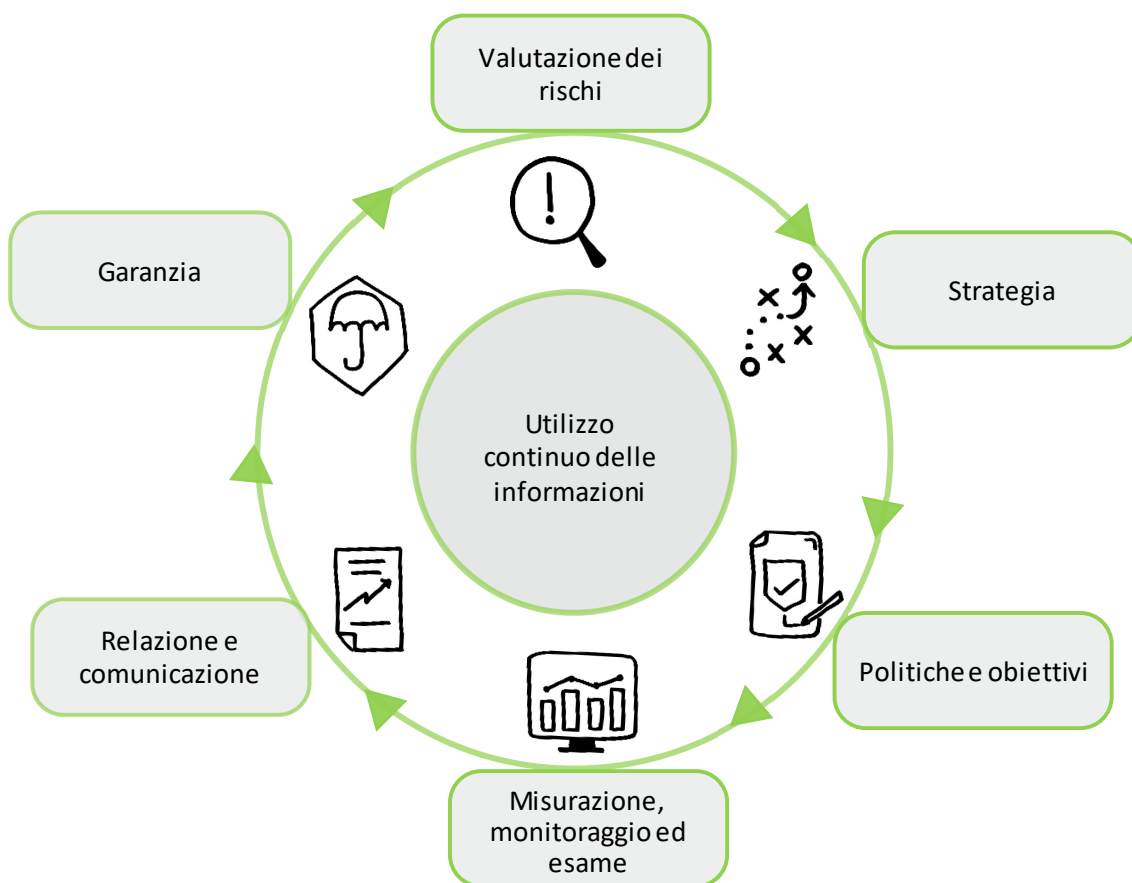 Valutazione dei
rischi
Garanzia
Strategia
Utilizzo
continuo delle
informazioni
Relazione e
comunicazione
Politiche e obiettivi
Misurazione,
monitoraggio ed
esame